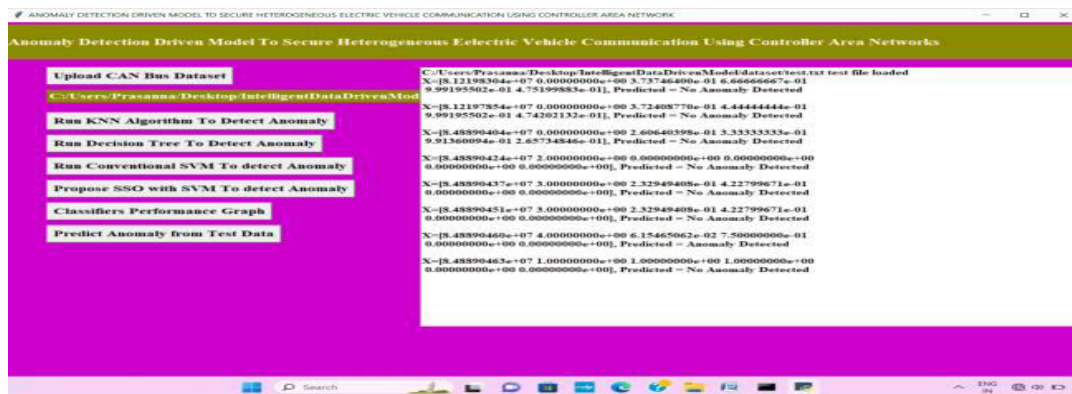 ANOMALY DETECTION DRIVEN MODEL TO SECURE HETEROGENEOUS ELECTRIC VEHICLE COMMUNICATION USING CONTROLLER AREA NETWORK
Anomaly Detection Driven Model To Secure Heterogeneous Eelectric Vehicle Communication Using Controller Area Networks
Upload CAN Bus Dataset
C:/Users/Prasanna/Desktop/IntelligentDataDrivenMod
Run KNN Algorithm To Detect Anomaly
Run Decision Tree To Detect Anomaly
Run Conventional SVM To detect Anomaly
Propose SSO with SVM To detect Anomaly
Classifiers Performance Graph
Predict Anomaly from Test Data
C:/Users/Prasanna/Desktop/IntelligentDataDrivenModel/dataset/test.txt test file loaded
X=[8.12198304e+07 0.00000000e+00 3.73746400e-01 6.66666667e-01
9.99195502e-01 4.75199883e-01], Predicted = No Anomaly Detected
X=[8.12197854e+07 0.00000000e+00 3.72408770e-01 4.44444444e-01
9.99195502e-01 4.74202132e-01], Predicted = No Anomaly Detected
X=[8.48890404e+07 0.00000000e+00 2.60640398e-01 3.33333333e-01
9.91360094e-01 2.65734846e-01], Predicted = No Anomaly Detected
X=[8.48890424e+07 2.00000000e+00 0.00000000e+00 0.00000000e+00
0.00000000e+00 0.00000000e+00], Predicted = No Anomaly Detected
X=[8.48890437e+07 3.00000000e+00 2.32949408e-01 4.22799671e-01
0.00000000e+00 0.00000000e+00], Predicted = No Anomaly Detected
X=[8.48890451e+07 3.00000000e+00 2.32949408e-01 4.22799671e-01
0.00000000e+00 0.00000000e+00], Predicted = No Anomaly Detected
X=[8.48890460e+07 4.00000000e+00 6.15465062e-02 7.50000000e-01
0.00000000e+00 0.00000000e+00], Predicted = Anomaly Detected
X=[8.48890463e+07 1.00000000e+00 1.00000000e+00 1.00000000e+00
0.00000000e+00 0.00000000e+00], Predicted = No Anomaly Detected
Search
ENG
IN